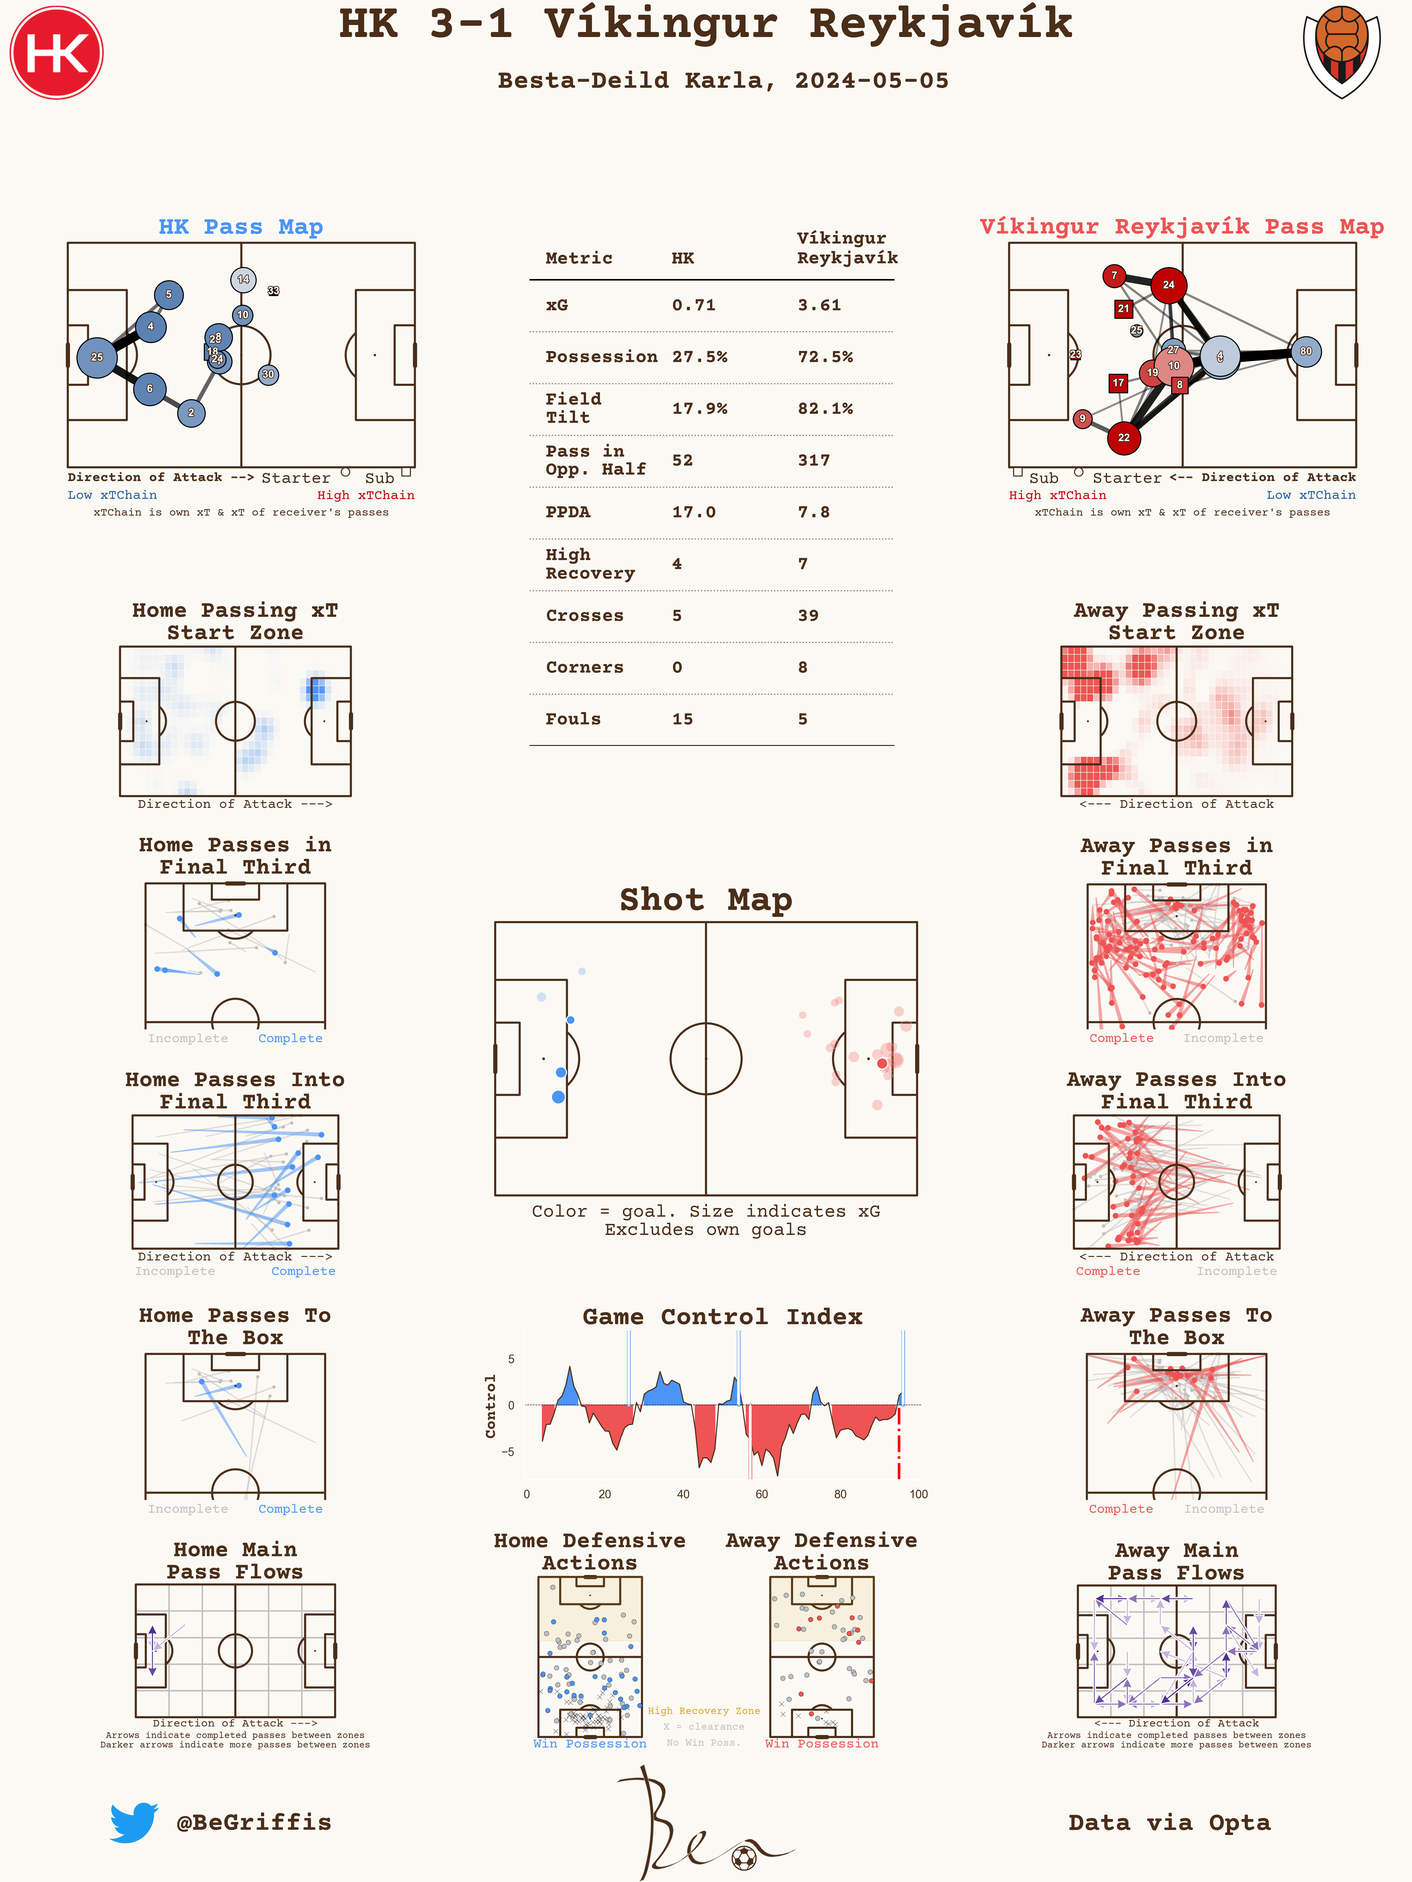 HK 3-1 Víkingur Reykjavík
Besta-Deild Karla, 2024-05-05
HK
HK Pass Map
5
4
25
6
2
14
33
10
28
18
24
30
Direction of Attack --> Starter Sub
Low xTChain High xTChain
xTChain is own xT & xT of receiver's passes
Metric HK Víkingur Reykjavík
xG 0.71 3.61
Possession 27.5% 72.5%
Field Tilt 17.9% 82.1%
Pass in Opp. Half 52 317
PPDA 17.0 7.8
High Recovery 4 7
Crosses 5 39
Corners 0 8
Fouls 15 5
Víkingur Reykjavík Pass Map
7
24
21
25
23
27
4
80
19
10
17
8
9
22
Sub Starter <-- Direction of Attack
High xTChain Low xTChain
xTChain is own xT & xT of receiver's passes
Home Passing xT
Start Zone
Direction of Attack --->
Away Passing xT
Start Zone
<--- Direction of Attack
Home Passes in
Final Third
Incomplete Complete
Shot Map
Color = goal. Size indicates xG
Excludes own goals
Away Passes in
Final Third
Complete Incomplete
Home Passes Into
Final Third
Direction of Attack --->
Incomplete Complete
Away Passes Into
Final Third
<--- Direction of Attack
Complete Incomplete
Home Passes To
The Box
Incomplete Complete
Game Control Index
Control
5
0
−5
0 20 40 60 80 100
Away Passes To
The Box
Complete Incomplete
Home Main
Pass Flows
Direction of Attack --->
Arrows indicate completed passes between zones
Darker arrows indicate more passes between zones
Home Defensive
Actions
Win Possession
High Recovery Zone
X = clearance
No Win Poss.
Away Defensive
Actions
Win Possession
Away Main
Pass Flows
<--- Direction of Attack
Arrows indicate completed passes between zones
Darker arrows indicate more passes between zones
@BeGriffis
Ben
Data via Opta